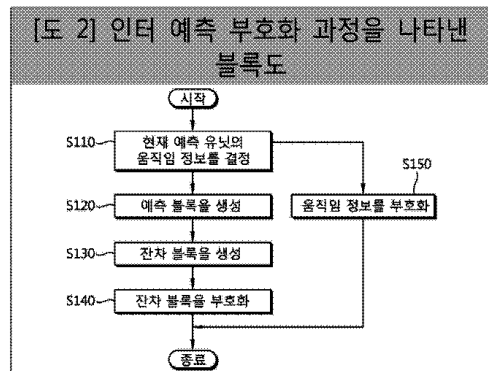 [도 2] 인터 예측 부호화 과정을 나타낸
블록도
시작
S110
현재 예측 유닛의
움직임 정보를 결정
S150
S120
예측 블록을 생성
움직임 정보를 부호화
S130
잔차 블록을 생성
S140
잔차 블록을 부호화
종료